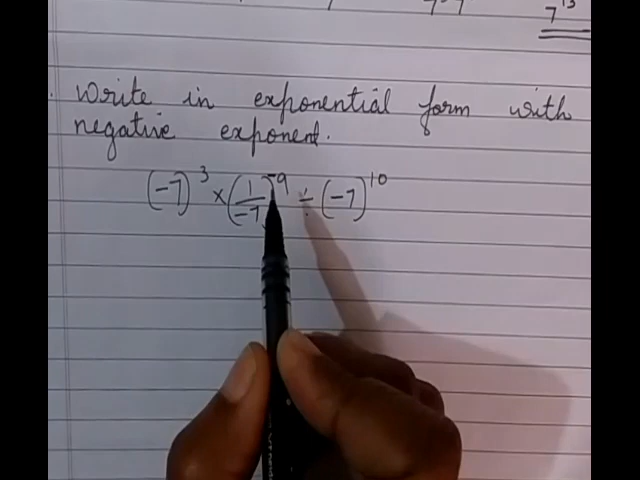 7¹³
Write in exponential form with
negative exponent.
(-7)³ × (1/-7)⁻⁹ ÷ (-7)¹⁰